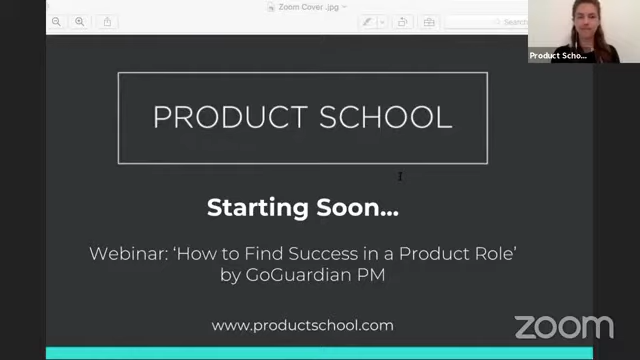 Zoom Cover .jpg
Search
Product Scho...
PRODUCT SCHOOL
Starting Soon...
Webinar: ‘How to Find Success in a Product Role’
by GoGuardian PM
www.productschool.com
zoom